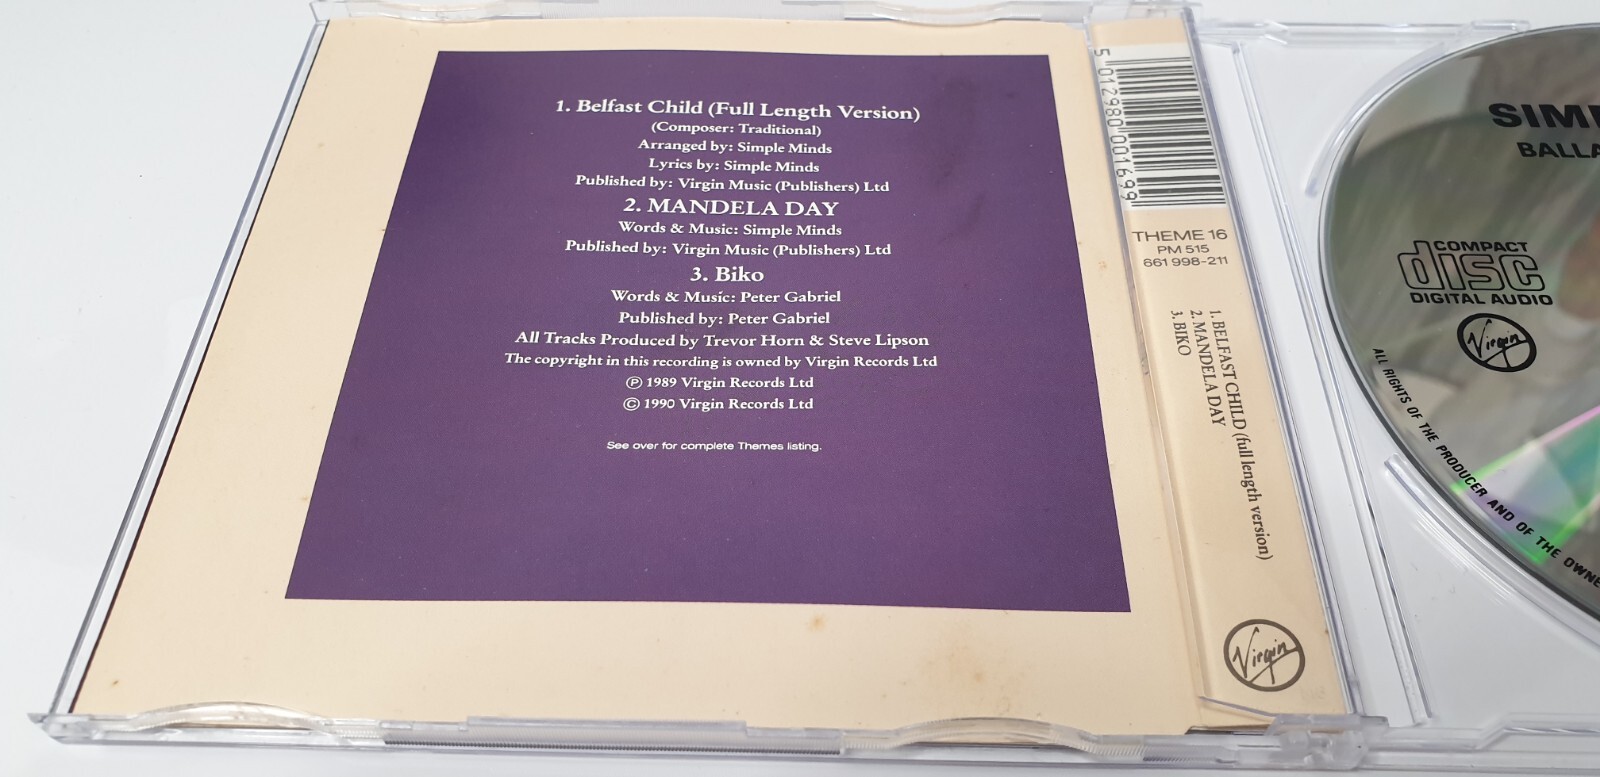 1. Belfast Child (Full Length Version)
(Composer: Traditional)
Arranged by: Simple Minds
Lyrics by: Simple Minds
Published by: Virgin Music (Publishers) Ltd
2. MANDELA DAY
Words & Music: Simple Minds
Published by: Virgin Music (Publishers) Ltd
3. Biko
Words & Music: Peter Gabriel
Published by: Peter Gabriel
All Tracks Produced by Trevor Horn & Steve Lipson
The copyright in this recording is owned by Virgin Records Ltd
Ⓟ 1989 Virgin Records Ltd
© 1990 Virgin Records Ltd
See over for complete Themes listing.
5 012980 001699
THEME 16
PM 515
661 998-211
1. BELFAST CHILD (full length version)
2. MANDELA DAY
3. BIKO
Virgin
COMPACT
disc
DIGITAL AUDIO
Virgin
ALL RIGHTS OF THE PRODUCER AND OF THE